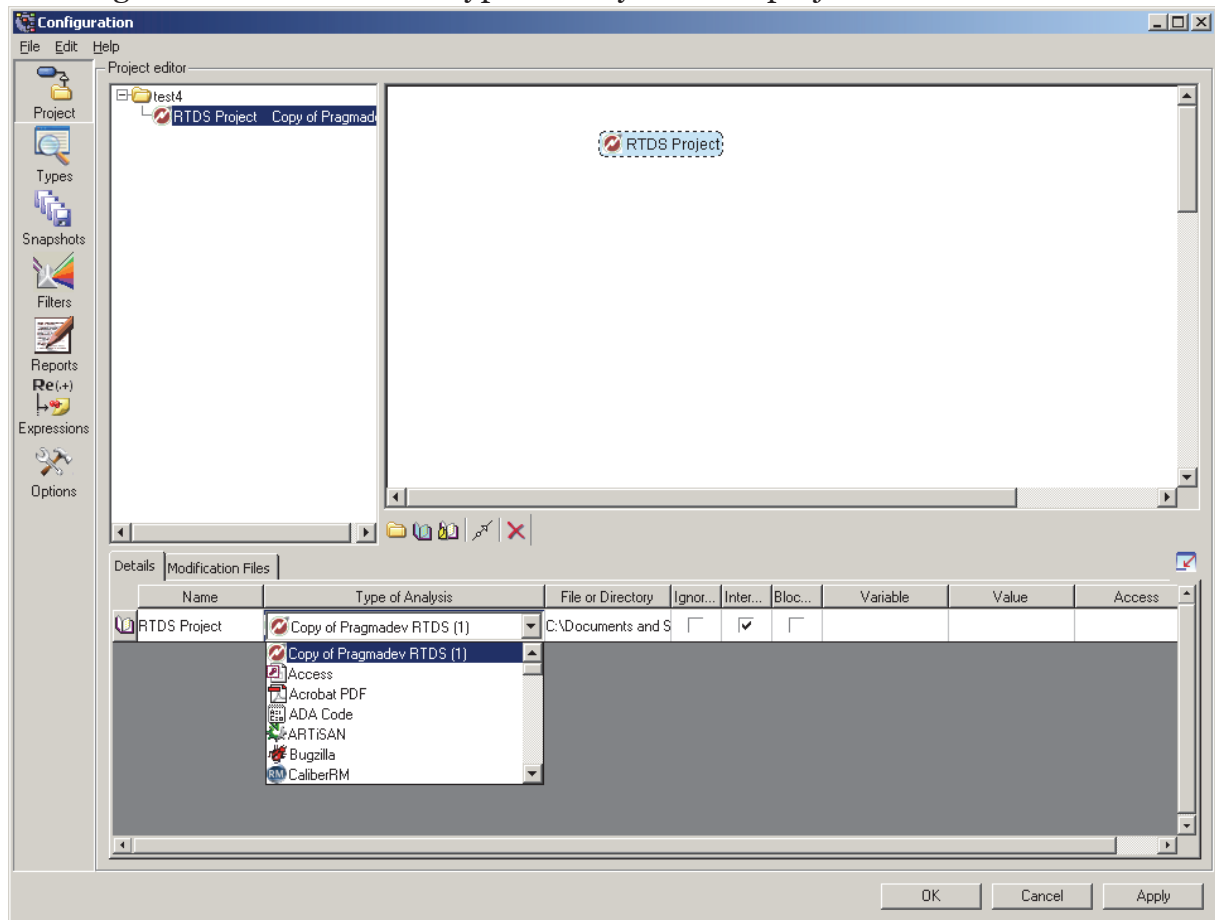 Configuration
File Edit Help
Project editor
Project
Types
Snapshots
Filters
Reports
Re(.+)
Expressions
Options
test4
RTDS Project Copy of Pragmade
RTDS Project
Details Modification Files
Name Type of Analysis File or Directory Ignor... Inter... Bloc... Variable Value Access
RTDS Project Copy of Pragmadev RTDS (1) C:\Documents and S
Copy of Pragmadev RTDS (1)
Access
Acrobat PDF
ADA Code
ARTiSAN
Bugzilla
RM CaliberRM
OK Cancel Apply